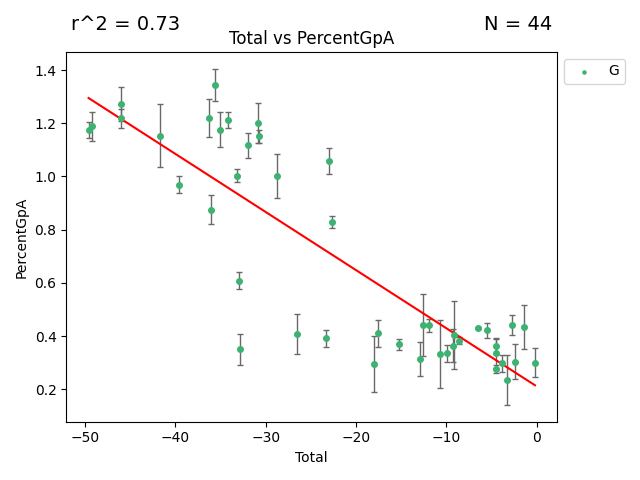 r^2 = 0.73
N = 44
Total vs PercentGpA
G
PercentGpA
1.4
1.2
1.0
0.8
0.6
0.4
0.2
−50
−40
−30
−20
−10
0
Total